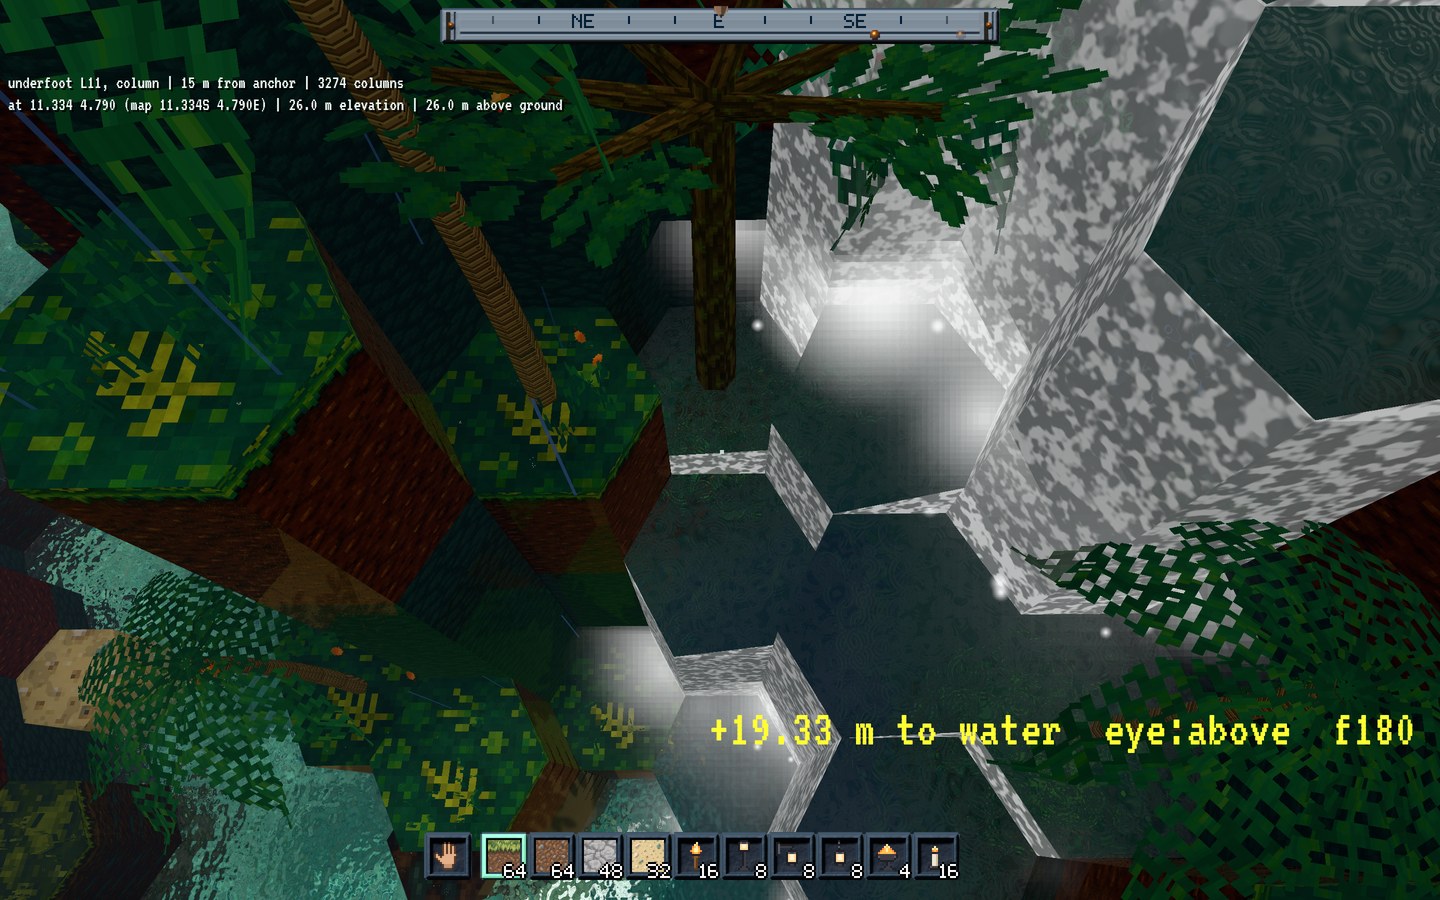 NE E SE
underfoot L11, column | 15 m from anchor | 3274 columns
at 11.334 4.790 (map 11.334S 4.790E) | 26.0 m elevation | 26.0 m above ground
+19.33 m to water eye:above f180
64 64 48 32 16 8 8 8 4 16